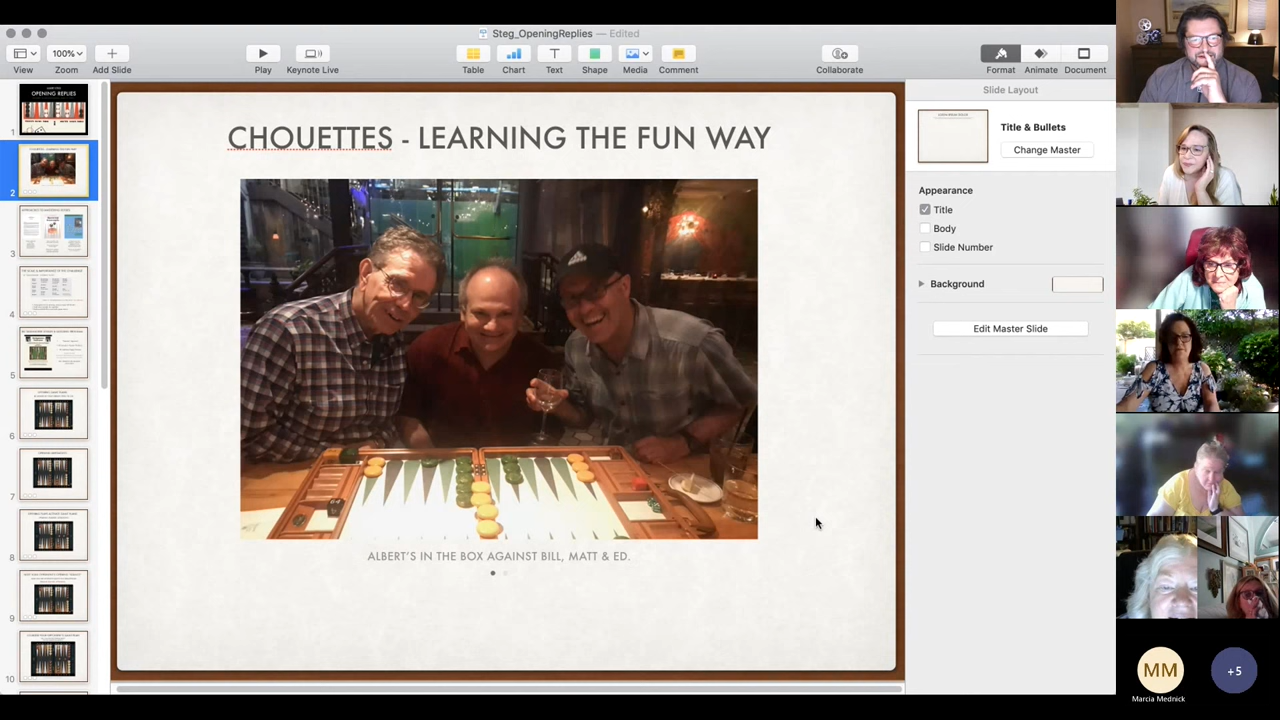 Steg_OpeningReplies — Edited
View
100%
Zoom
Add Slide
Play
Keynote Live
Table
Chart
Text
Shape
Media
Comment
Collaborate
Format
Animate
Document
Slide Layout
Title & Bullets
Change Master
Appearance
Title
Body
Slide Number
Background
Edit Master Slide
OPENING REPLIES
1
2
3
4
5
6
7
8
9
10
CHOUETTES - LEARNING THE FUN WAY
ALBERT'S IN THE BOX AGAINST BILL, MATT & ED.
MM
Marcia Mednick
+5